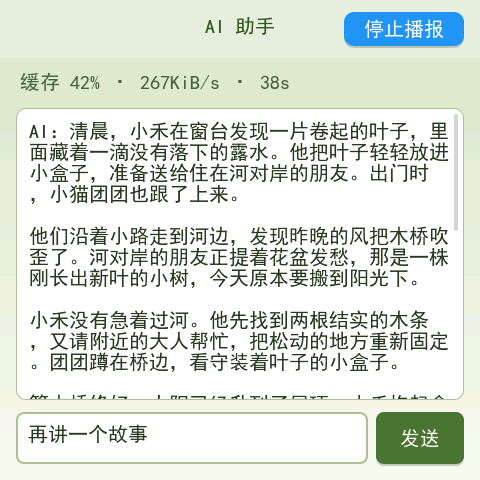 AI 助手
停止播报
缓存 42% · 267KiB/s · 38s
AI: 清晨，小禾在窗台发现一片卷起的叶子，里
面藏着一滴没有落下的露水。他把叶子轻轻放进
小盒子，准备送给住在河对岸的朋友。出门时
，小猫团团也跟了上来。
他们沿着小路走到河边，发现昨晚的风把木桥吹
歪了。河对岸的朋友正提着花盆发愁，那是一株
刚长出新叶的小树，今天原本要搬到阳光下。
小禾没有急着过河。他先找到两根结实的木条
，又请附近的大人帮忙，把松动的地方重新固定
。团团蹲在桥边，看守装着叶子的小盒子。
再讲一个故事
发送